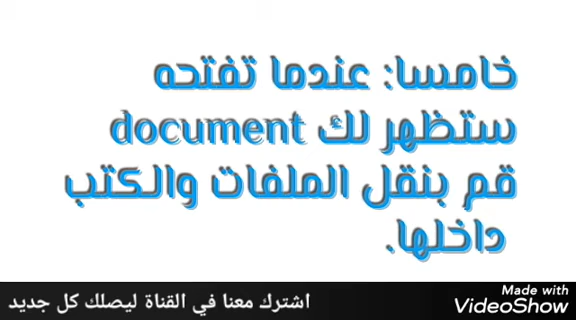 خامسا: عندما تفتحه
ستظهر لك document
قم بنقل الملفات والكتب
داخلها.
اشترك معنا في القناة ليصلك كل جديد
Made with
VideoShow